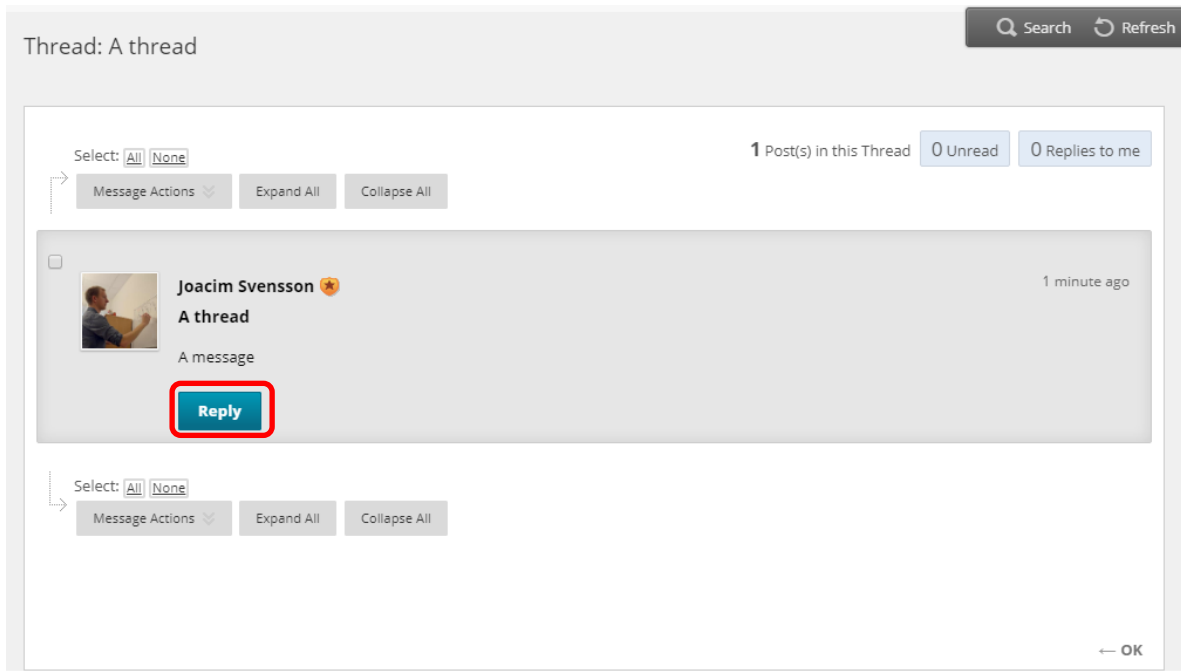 Search Refresh
Thread: A thread
1 Post(s) in this Thread 0 Unread 0 Replies to me
Select: All None
Message Actions Expand All Collapse All
Joacim Svensson
1 minute ago
A thread
A message
Reply
Select: All None
Message Actions Expand All Collapse All
← OK